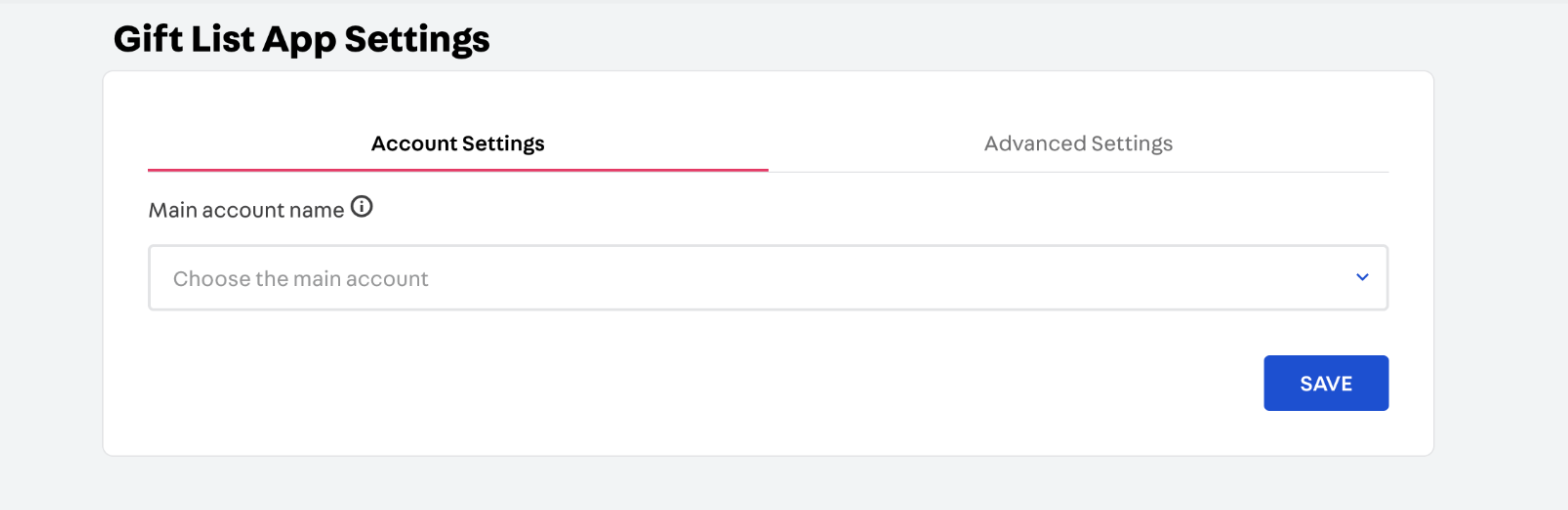 Gift List App Settings
Account Settings
Advanced Settings
Main account name
Choose the main account
SAVE